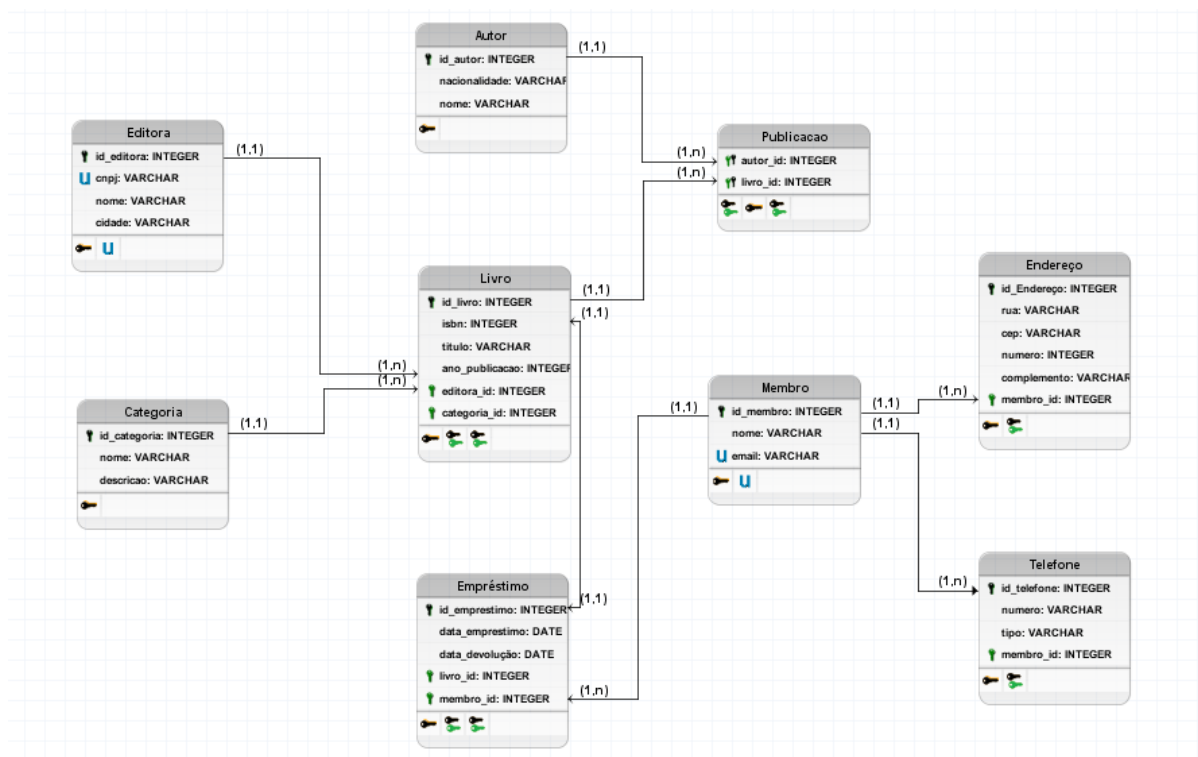 Autor
id_autor: INTEGER
nacionalidade: VARCHAR
nome: VARCHAR
(1,1)
Editora
id_editora: INTEGER
U cnpj: VARCHAR
nome: VARCHAR
cidade: VARCHAR
U
(1,1)
Publicacao
autor_id: INTEGER
livro_id: INTEGER
(1,n)
(1,n)
Livro
id_livro: INTEGER
isbn: INTEGER
titulo: VARCHAR
ano_publicacao: INTEGER
editora_id: INTEGER
categoria_id: INTEGER
(1,1)
(1,1)
(1,n)
(1,n)
Categoria
id_categoria: INTEGER
nome: VARCHAR
descricao: VARCHAR
(1,1)
Endereço
id_Endereço: INTEGER
rua: VARCHAR
cep: VARCHAR
numero: INTEGER
complemento: VARCHAR
membro_id: INTEGER
(1,n)
Membro
id_membro: INTEGER
nome: VARCHAR
U email: VARCHAR
U
(1,1)
(1,1)
(1,1)
Empréstimo
id_emprestimo: INTEGER
data_emprestimo: DATE
data_devolução: DATE
livro_id: INTEGER
membro_id: INTEGER
(1,1)
(1,n)
Telefone
id_telefone: INTEGER
numero: VARCHAR
tipo: VARCHAR
membro_id: INTEGER
(1,n)